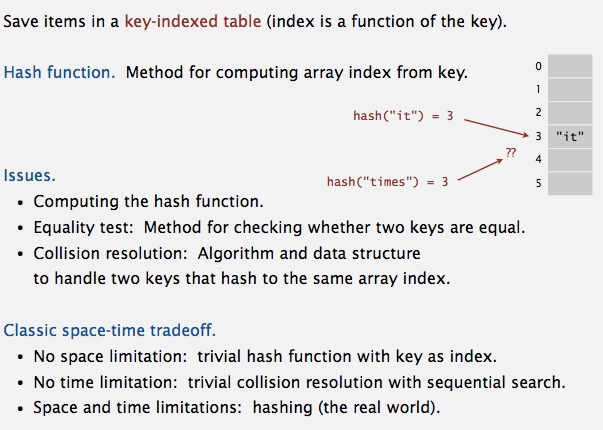 Save items in a key-indexed table (index is a function of the key).
Hash function. Method for computing array index from key.
0
1
2
hash("it") = 3
3 "it"
??
4
hash("times") = 3
5
Issues.
• Computing the hash function.
• Equality test: Method for checking whether two keys are equal.
• Collision resolution: Algorithm and data structure
to handle two keys that hash to the same array index.
Classic space-time tradeoff.
• No space limitation: trivial hash function with key as index.
• No time limitation: trivial collision resolution with sequential search.
• Space and time limitations: hashing (the real world).